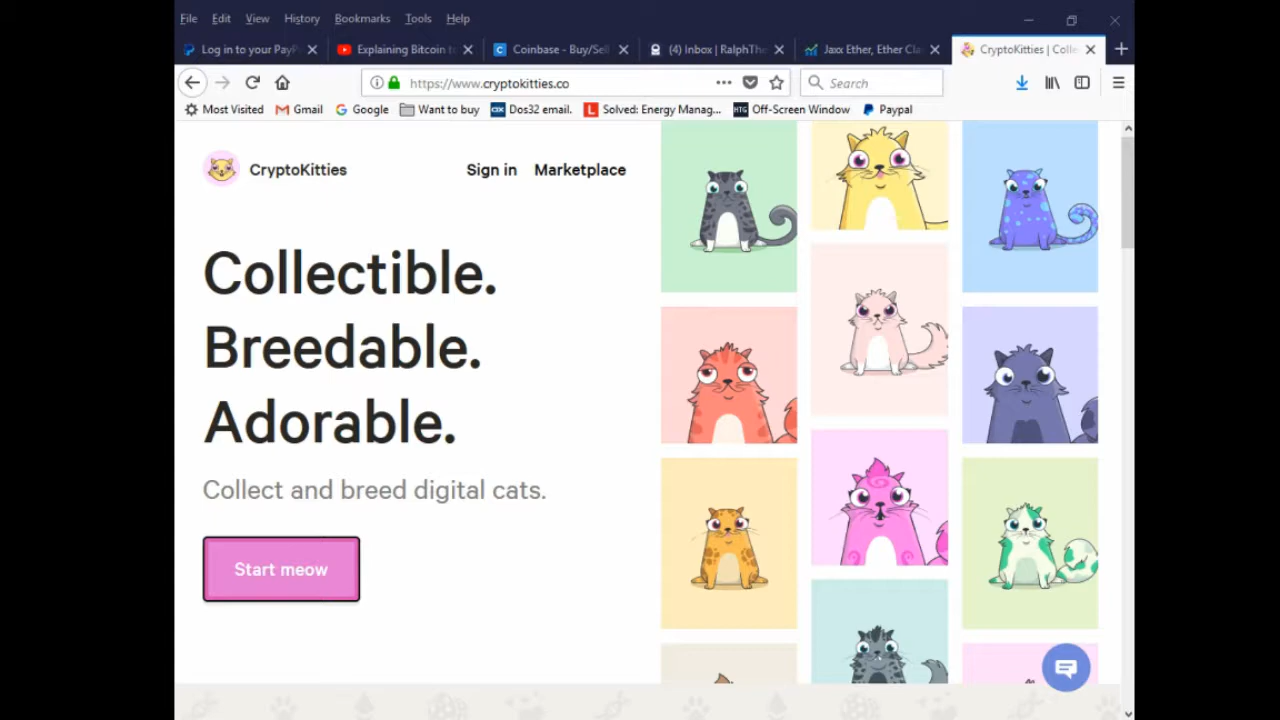 File Edit View History Bookmarks Tools Help
Log in to your PayP Explaining Bitcoin to Coinbase - Buy/Sell (4) Inbox | RalphThe Jaxx Ether, Ether Cla CryptoKitties | Colle
https://www.cryptokitties.co Search
Most Visited Gmail Google Want to buy COX Dos32 email. L Solved: Energy Manag... HTG Off-Screen Window Paypal
CryptoKitties Sign in Marketplace
Collectible.
Breedable.
Adorable.
Collect and breed digital cats.
Start meow